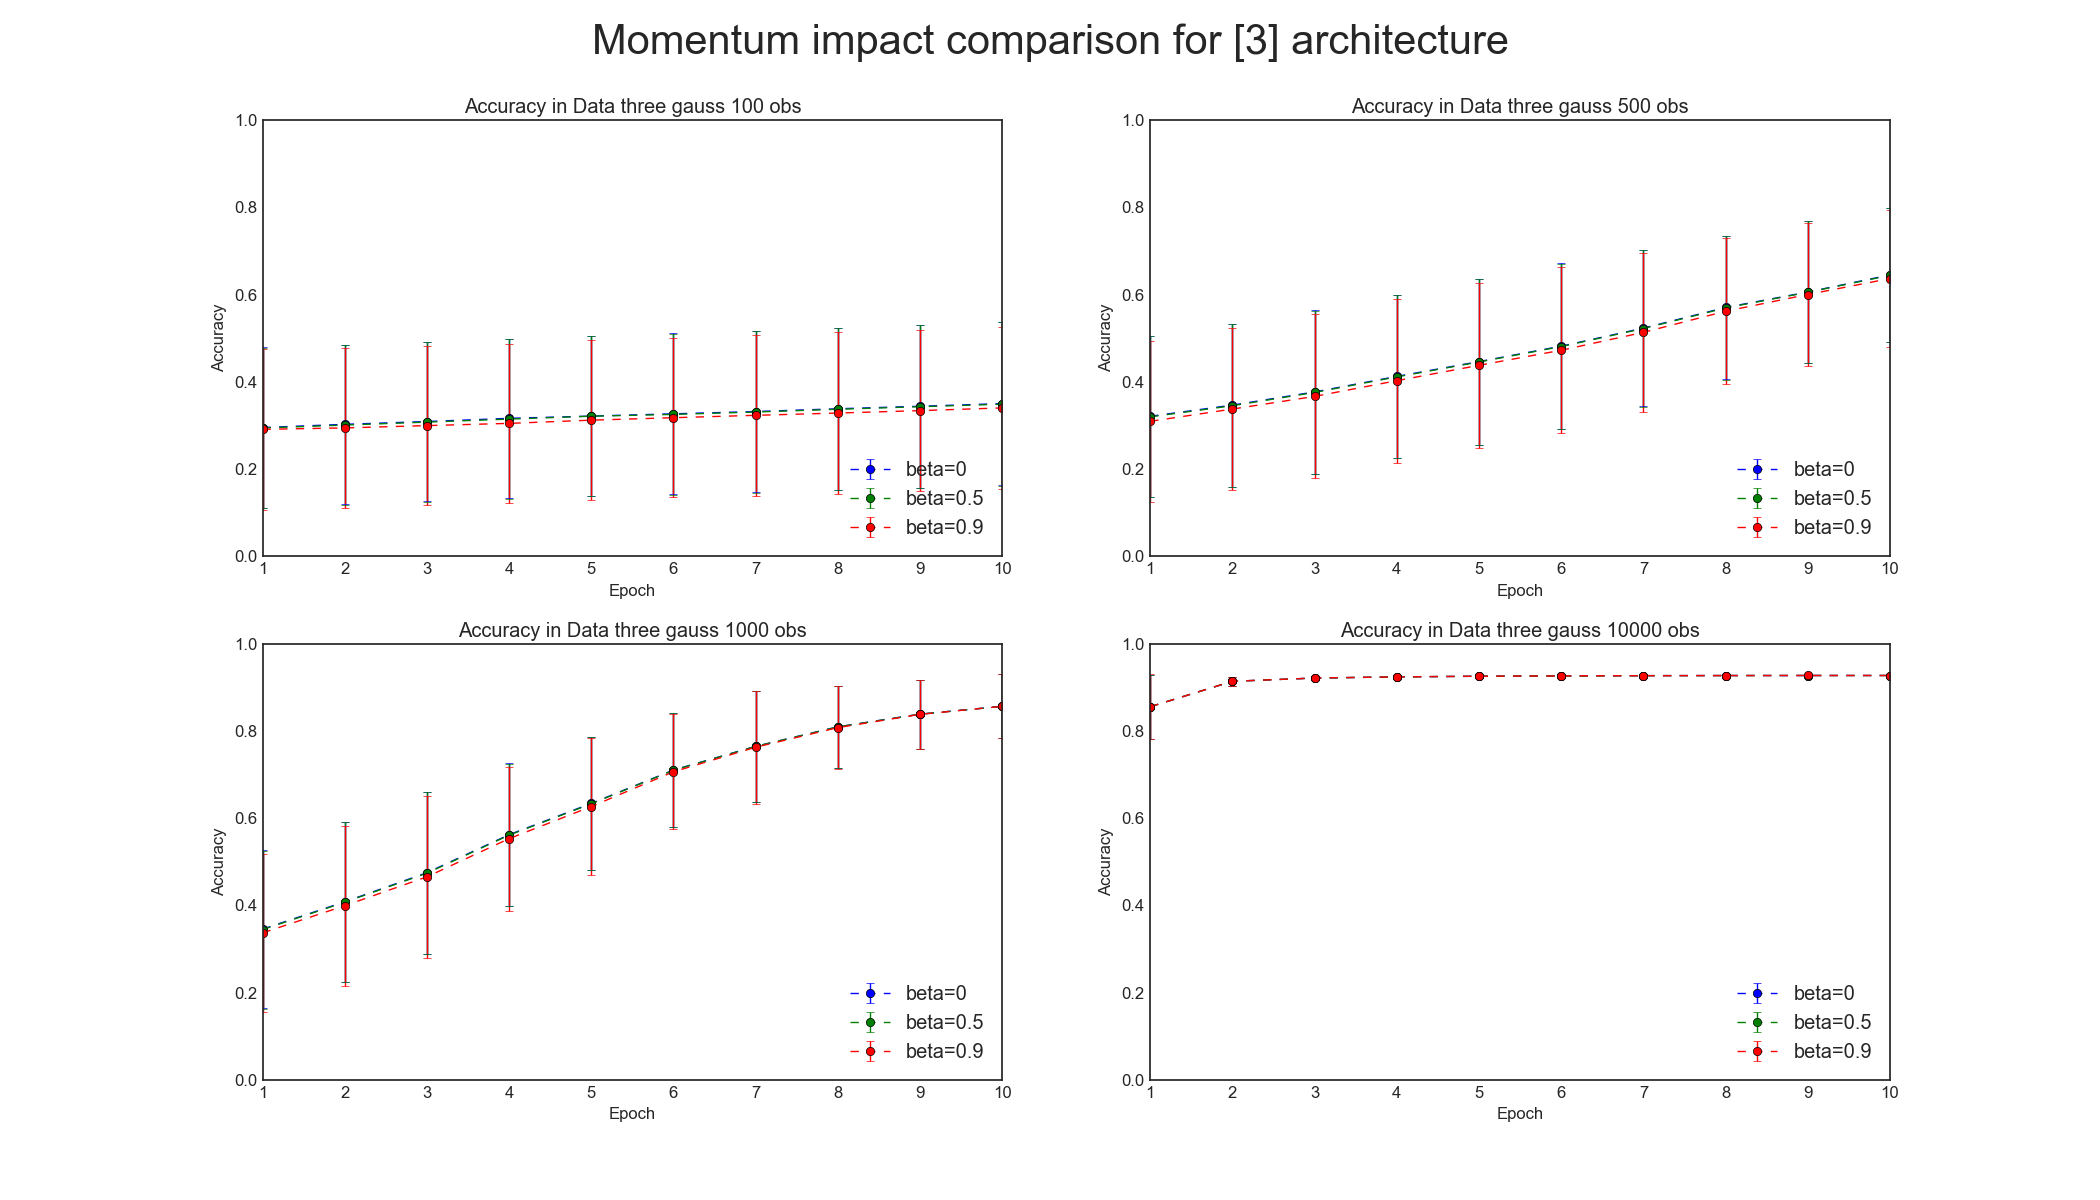 Momentum impact comparison for [3] architecture
Accuracy in Data three gauss 100 obs
1.0
0.8
0.6
0.4
0.2
0.0
Accuracy
beta=0
beta=0.5
beta=0.9
1 2 3 4 5 6 7 8 9 10
Epoch
Accuracy in Data three gauss 500 obs
1.0
0.8
0.6
0.4
0.2
0.0
Accuracy
beta=0
beta=0.5
beta=0.9
1 2 3 4 5 6 7 8 9 10
Epoch
Accuracy in Data three gauss 1000 obs
1.0
0.8
0.6
0.4
0.2
0.0
Accuracy
beta=0
beta=0.5
beta=0.9
1 2 3 4 5 6 7 8 9 10
Epoch
Accuracy in Data three gauss 10000 obs
1.0
0.8
0.6
0.4
0.2
0.0
Accuracy
beta=0
beta=0.5
beta=0.9
1 2 3 4 5 6 7 8 9 10
Epoch